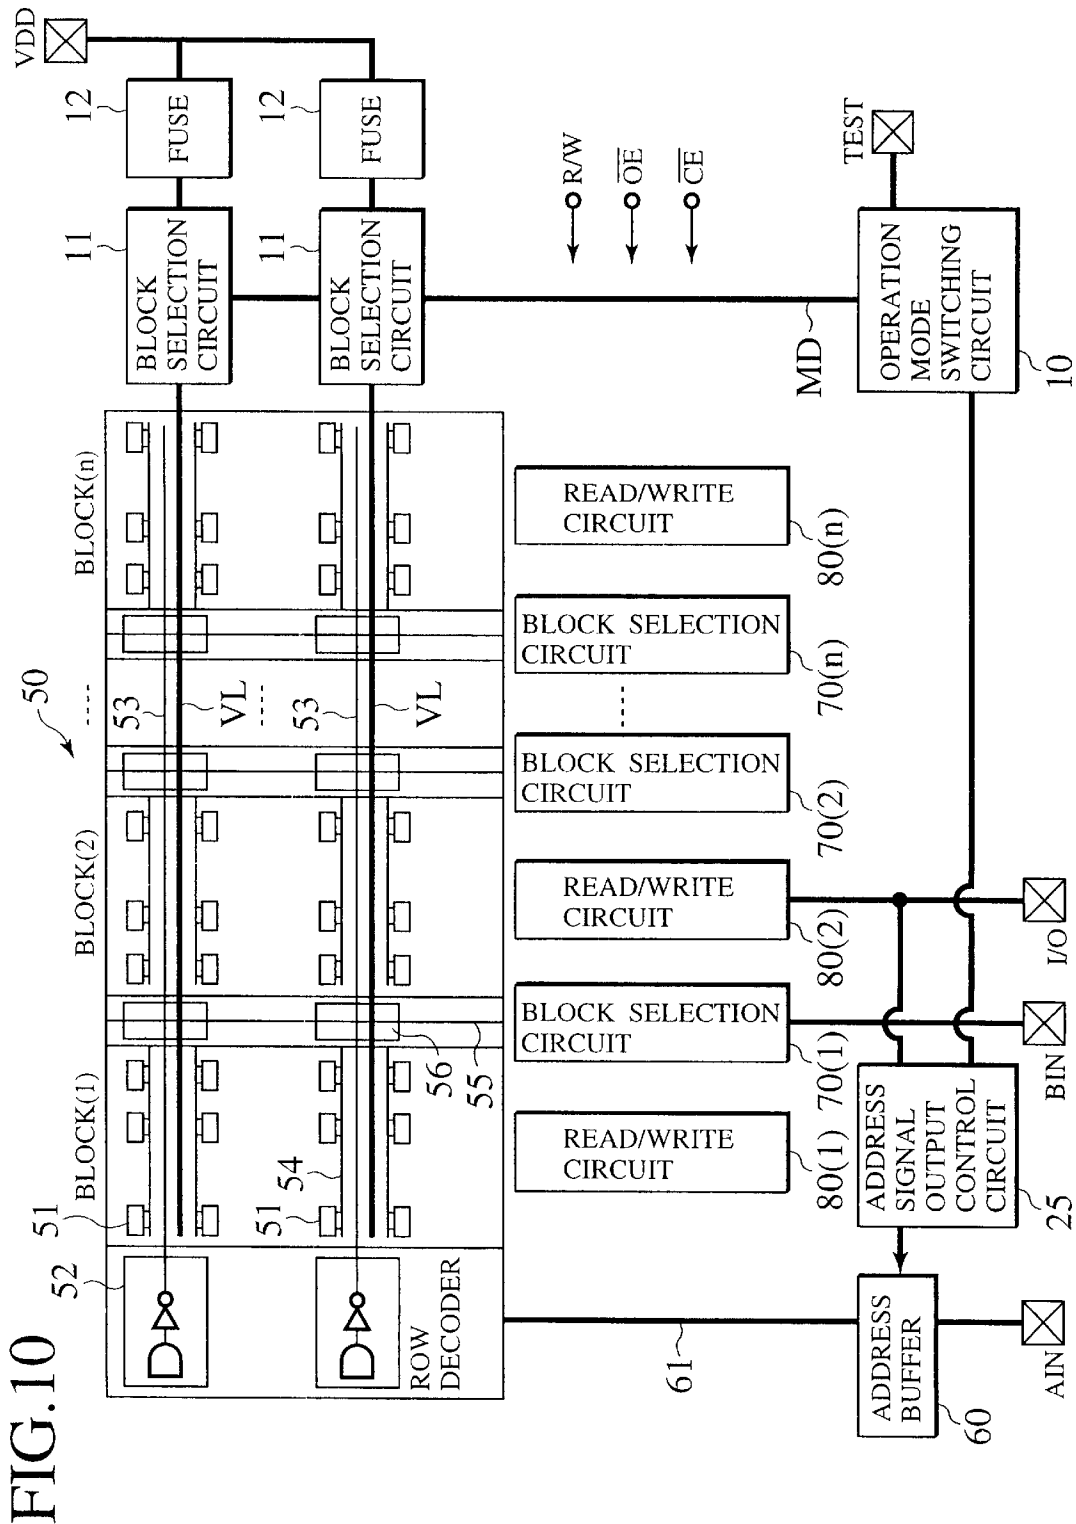 FIG.10
50
BLOCK(1)
BLOCK(2)
....
BLOCK(n)
VDD
51
52
53
VL
11
BLOCK
SELECTION
CIRCUIT
12
FUSE
....
51
54
53
VL
11
BLOCK
SELECTION
CIRCUIT
12
FUSE
ROW
DECODER
56
55
READ/WRITE
CIRCUIT
80(1)
BLOCK SELECTION
CIRCUIT
70(1)
READ/WRITE
CIRCUIT
80(2)
BLOCK SELECTION
CIRCUIT
70(2)
.....
BLOCK SELECTION
CIRCUIT
70(n)
READ/WRITE
CIRCUIT
80(n)
R/W
OE
CE
61
MD
ADDRESS
BUFFER
60
ADDRESS
SIGNAL
OUTPUT
CONTROL
CIRCUIT
25
OPERATION
MODE
SWITCHING
CIRCUIT
10
TEST
AIN
BIN
I/O